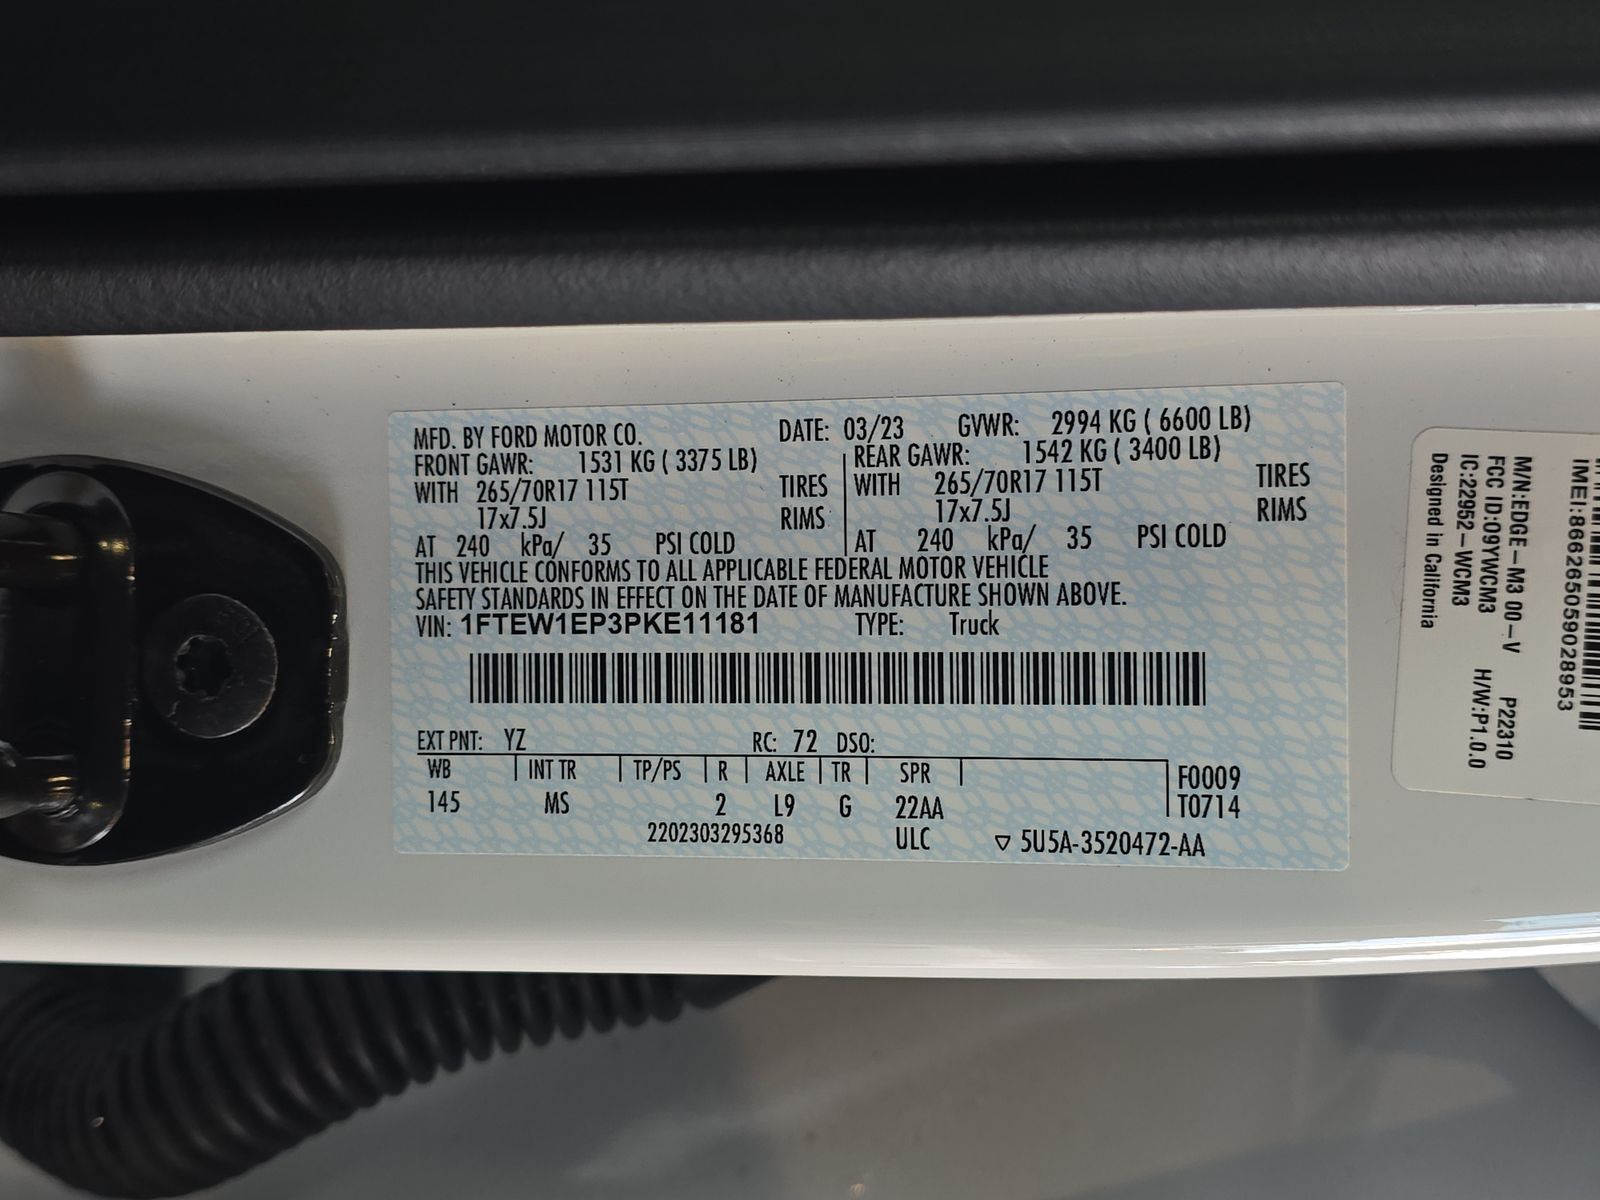 MFD. BY FORD MOTOR CO. DATE: 03/23 GVWR: 2994 KG ( 6600 LB)
FRONT GAWR: 1531 KG ( 3375 LB) REAR GAWR: 1542 KG ( 3400 LB)
WITH 265/70R17 115T TIRES WITH 265/70R17 115T TIRES
17x7.5J RIMS 17x7.5J RIMS
AT 240 kPa/ 35 PSI COLD AT 240 kPa/ 35 PSI COLD
THIS VEHICLE CONFORMS TO ALL APPLICABLE FEDERAL MOTOR VEHICLE
SAFETY STANDARDS IN EFFECT ON THE DATE OF MANUFACTURE SHOWN ABOVE.
VIN: 1FTEW1EP3PKE11181 TYPE: Truck
EXT PNT: YZ RC: 72 DSO:
WB INT TR TP/PS R AXLE TR SPR F0009
145 MS 2 L9 G 22AA T0714
2202303295368 ULC ▽ 5U5A-3520472-AA
IMEI:866265059028953
M/N:EDGE-M3 00-V P22310
FCC ID:O9YWCM3 H/W:P1.0.0
IC:22952-WCM3
Designed in California